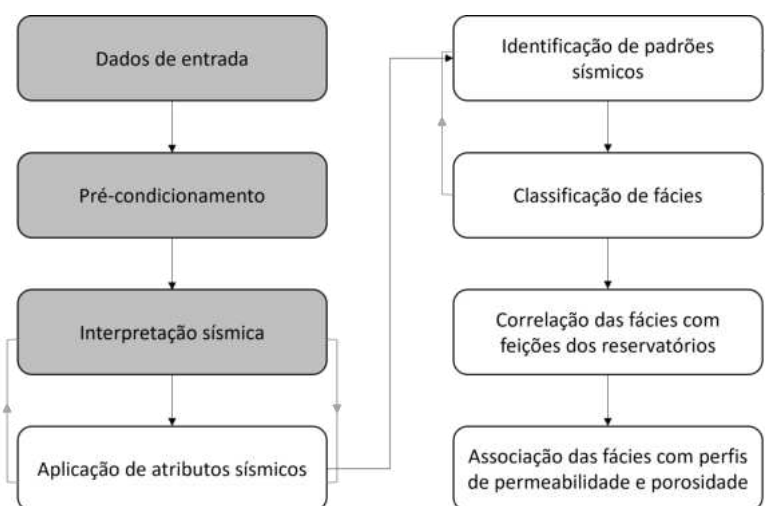 Dados de entrada
Pré-condicionamento
Interpretação sísmica
Aplicação de atributos sísmicos
Identificação de padrões
sísmicos
Classificação de fácies
Correlação das fácies com
feições dos reservatórios
Associação das fácies com perfis
de permeabilidade e porosidade